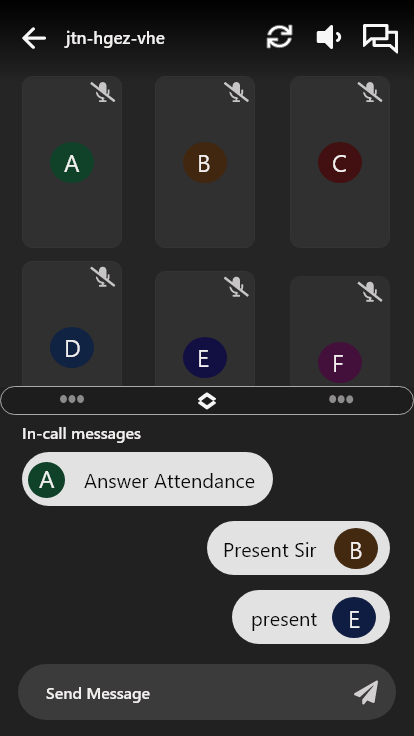 jtn-hgez-vhe
A
B
C
D
E
F
In-call messages
A Answer Attendance
Present Sir B
present E
Send Message